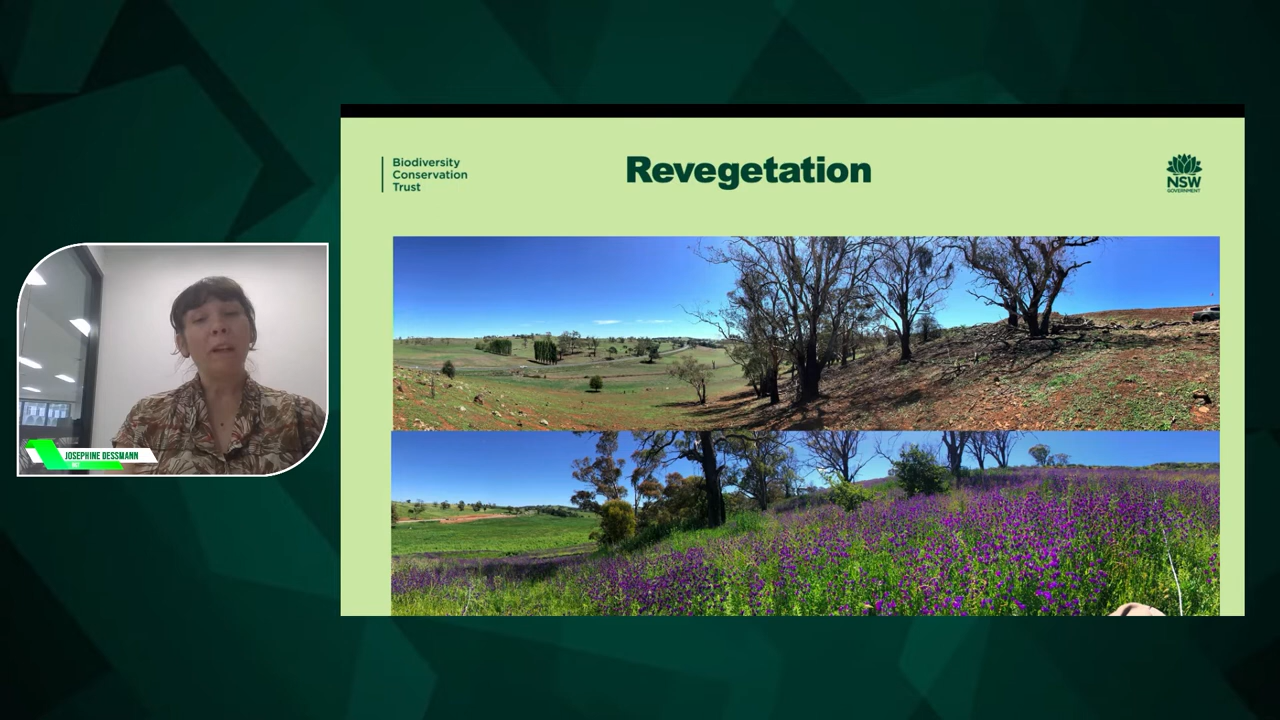 Biodiversity
Conservation
Trust
Revegetation
NSW
GOVERNMENT
JOSEPHINE DESSMANN